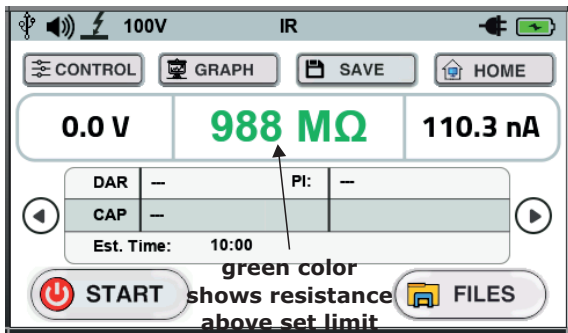 100V IR
CONTROL GRAPH SAVE HOME
0.0 V 988 MΩ 110.3 nA
DAR --- PI: ---
CAP ---
Est. Time: 10:00
green color
START shows resistance FILES
above set limit